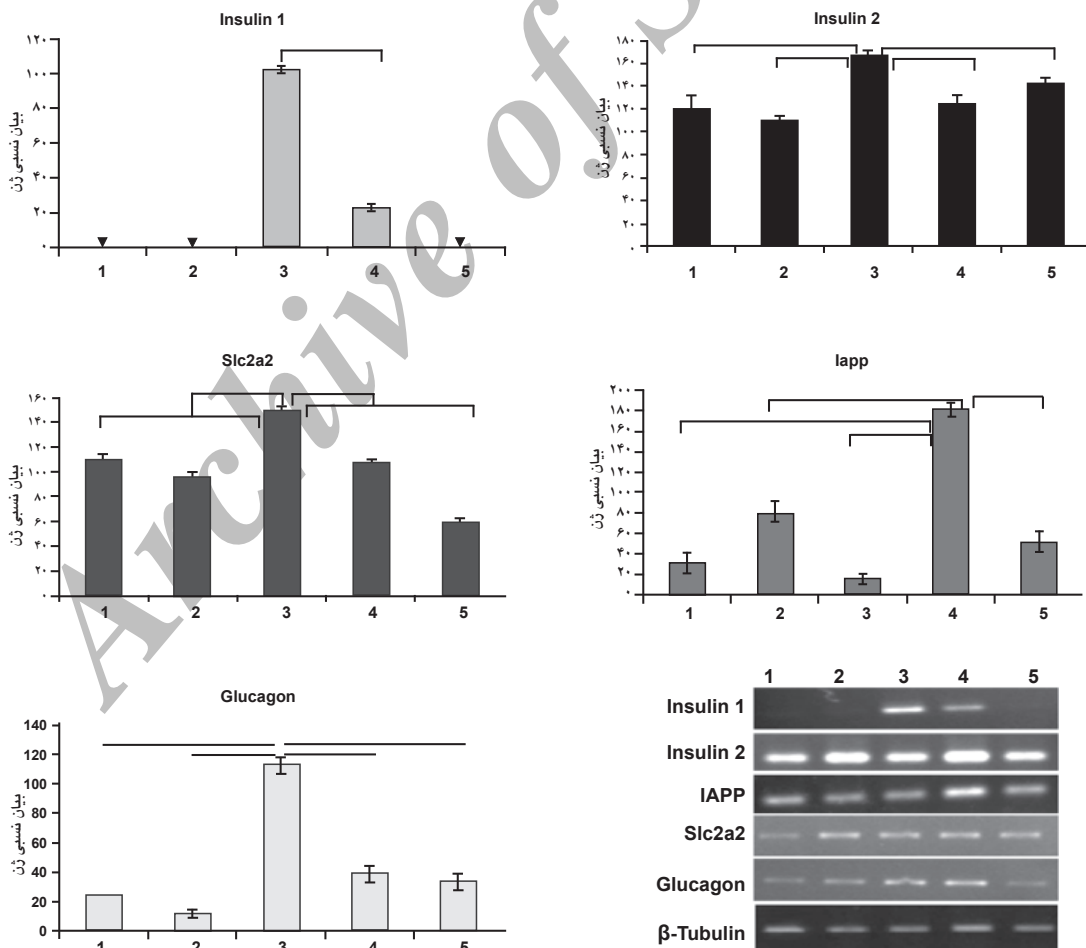 Insulin 1
بیان نسبی ژن
۱۲۰
۱۰۰
۸۰
۶۰
۴۰
۲۰
۰
1 2 3 4 5
Insulin 2
بیان نسبی ژن
۱۸۰
۱۶۰
۱۴۰
۱۲۰
۱۰۰
۸۰
۶۰
۴۰
۲۰
۰
1 2 3 4 5
Slc2a2
بیان نسبی ژن
۱۶۰
۱۴۰
۱۲۰
۱۰۰
۸۰
۶۰
۴۰
۲۰
۰
1 2 3 4 5
Iapp
بیان نسبی ژن
۲۰۰
۱۸۰
۱۶۰
۱۴۰
۱۲۰
۱۰۰
۸۰
۶۰
۴۰
۲۰
۰
1 2 3 4 5
Glucagon
بیان نسبی ژن
140
120
100
80
60
40
20
0
1 2 3 4 5
1 2 3 4 5
Insulin 1
Insulin 2
IAPP
Slc2a2
Glucagon
β-Tubulin
Archive of